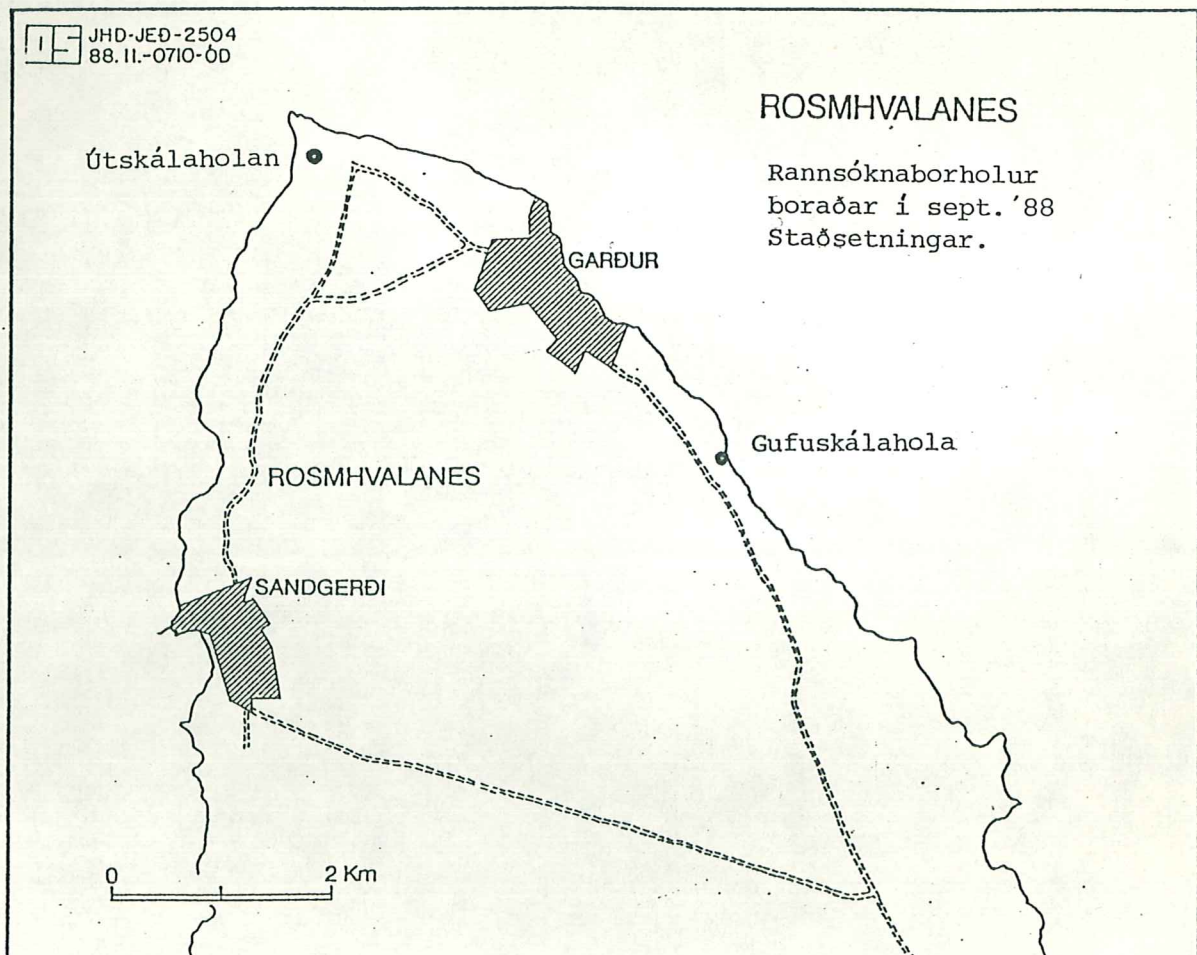 OS JHD-JEÐ-2504
88.11.-0710-ÓD
ROSMHVALANES
Rannsóknaborholur
boraðar í sept. '88
Staðsetningar.
Útskálaholan
GARÐUR
Gufuskálahola
ROSMHVALANES
SANDGERÐI
0 2 Km